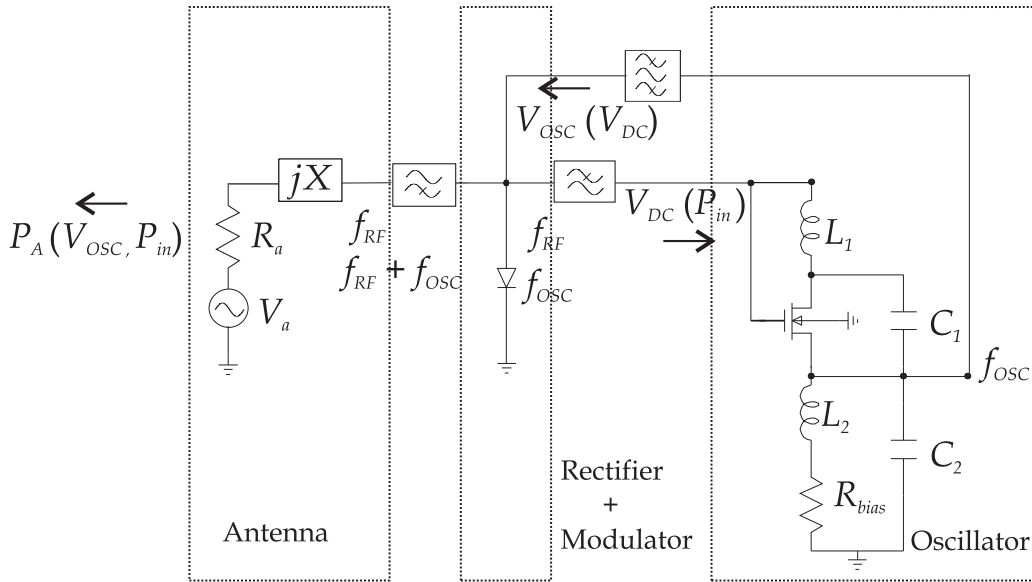 V_OSC (V_DC)
jX
V_DC (P_in)
P_A (V_OSC, P_in)
R_a
f_RF
f_RF
L_1
f_RF + f_OSC
f_OSC
V_a
C_1
f_OSC
L_2
C_2
Rectifier
+
Modulator
R_bias
Antenna
Oscillator